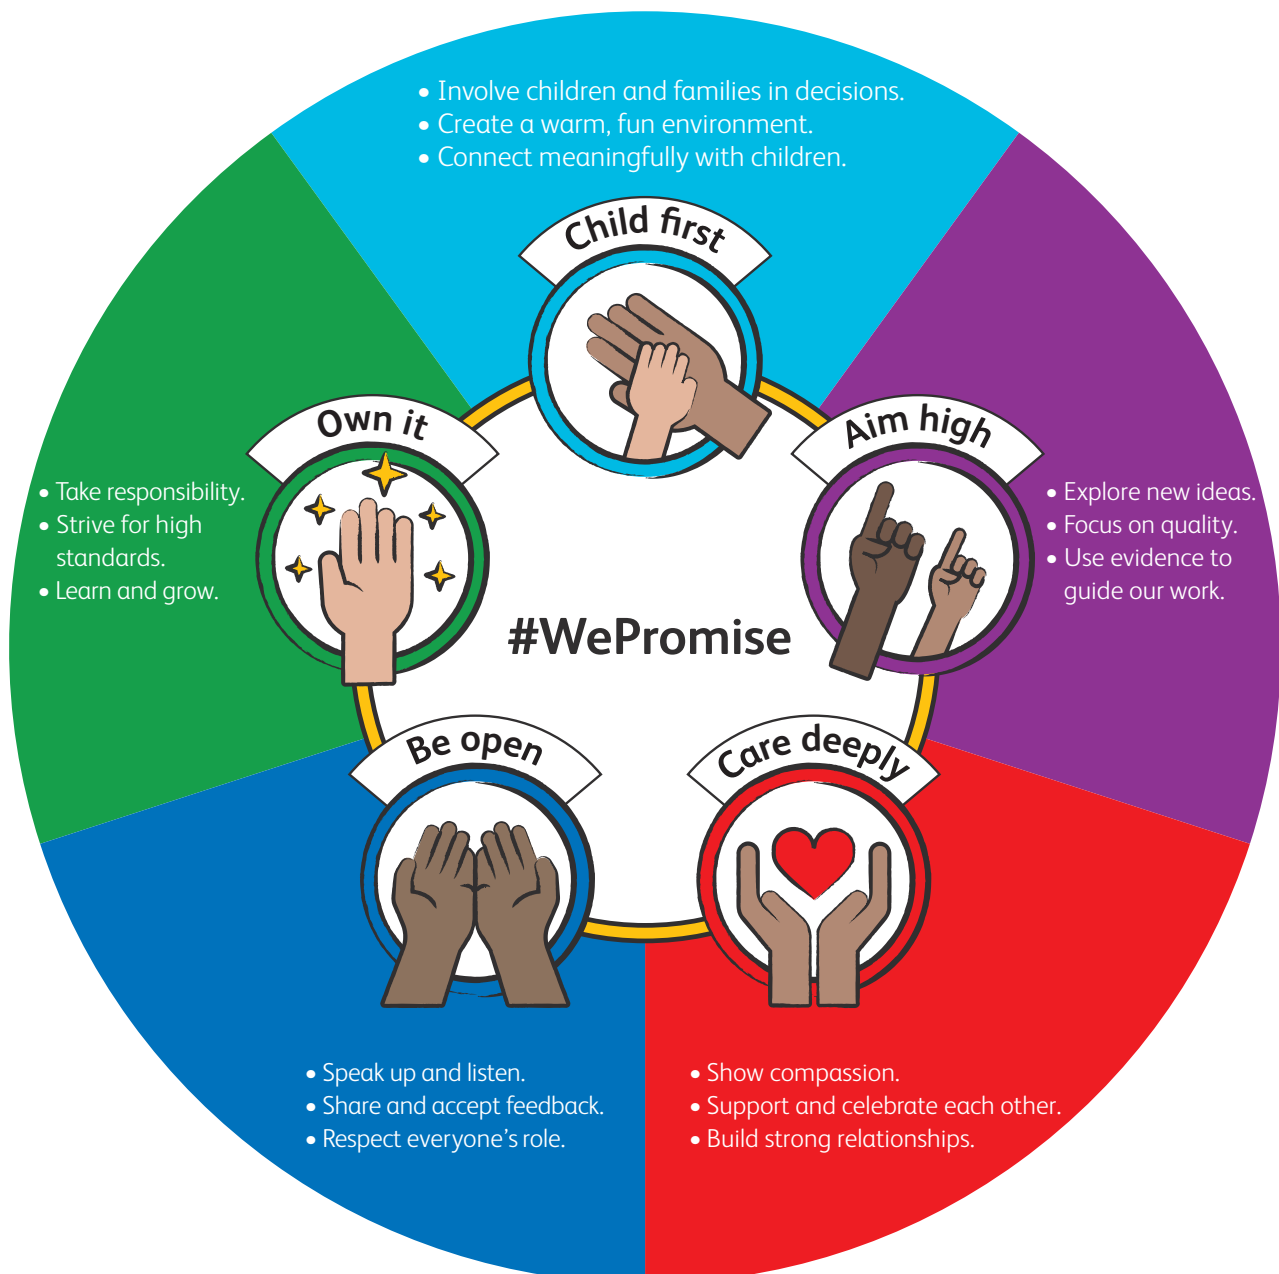 • Involve children and families in decisions.
• Create a warm, fun environment.
• Connect meaningfully with children.
Child first
Aim high
• Explore new ideas.
• Focus on quality.
• Use evidence to
guide our work.
Own it
• Take responsibility.
• Strive for high
standards.
• Learn and grow.
#WePromise
Be open
• Speak up and listen.
• Share and accept feedback.
• Respect everyone's role.
Care deeply
• Show compassion.
• Support and celebrate each other.
• Build strong relationships.